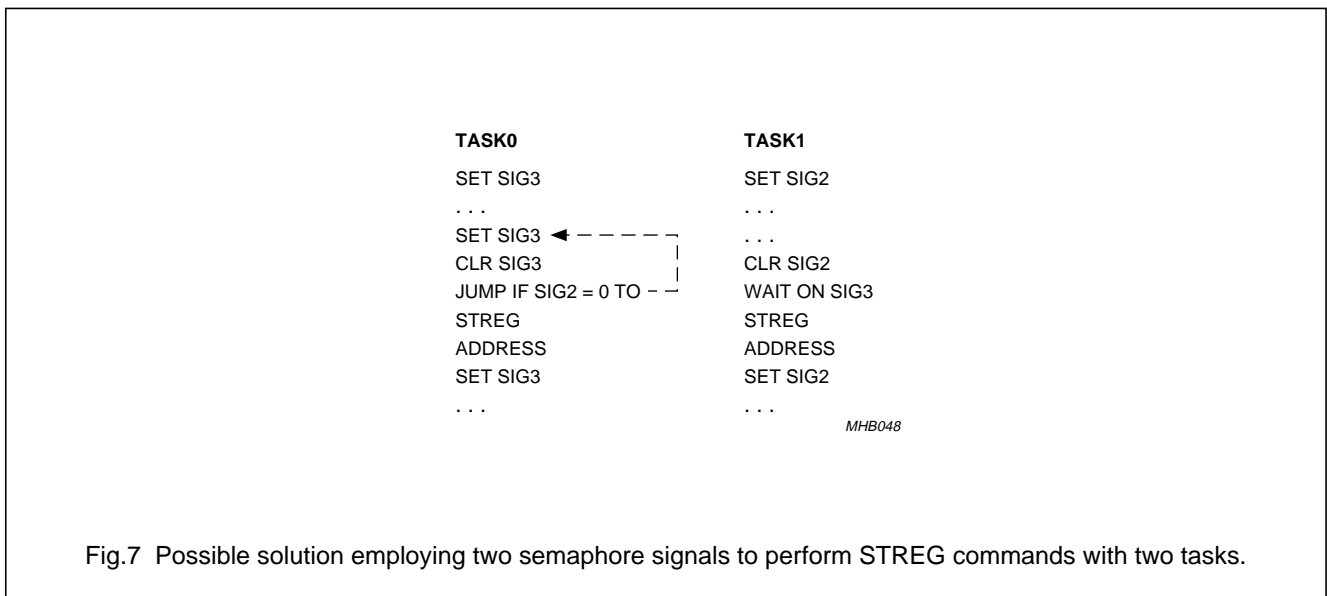 TASK0
SET SIG3
. . .
SET SIG3
CLR SIG3
JUMP IF SIG2 = 0 TO
STREG
ADDRESS
SET SIG3
. . .
TASK1
SET SIG2
. . .
. . .
CLR SIG2
WAIT ON SIG3
STREG
ADDRESS
SET SIG2
. . .
MHB048
Fig.7 Possible solution employing two semaphore signals to perform STREG commands with two tasks.